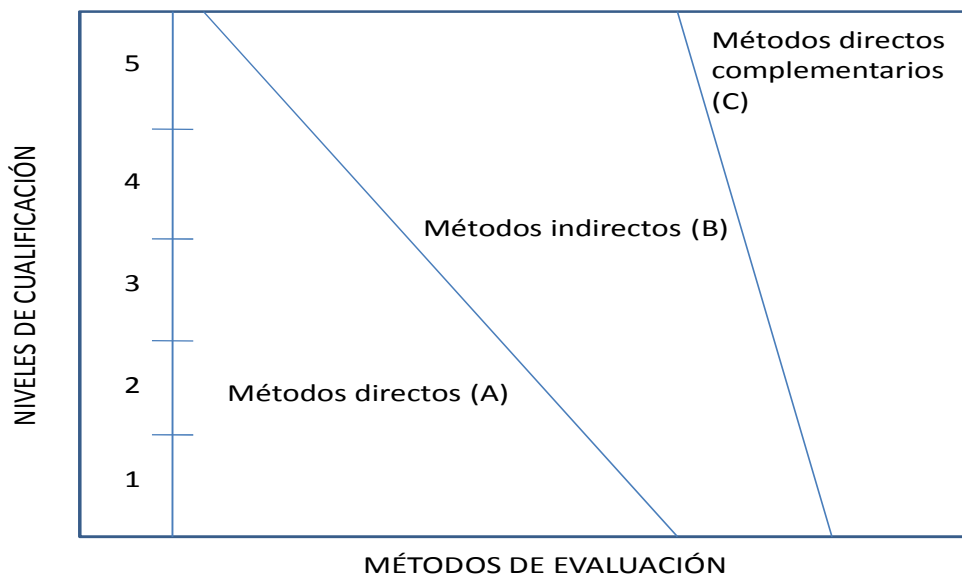 NIVELES DE CUALIFICACIÓN
5
4
3
2
1
Métodos directos
complementarios
(C)
Métodos indirectos (B)
Métodos directos (A)
MÉTODOS DE EVALUACIÓN